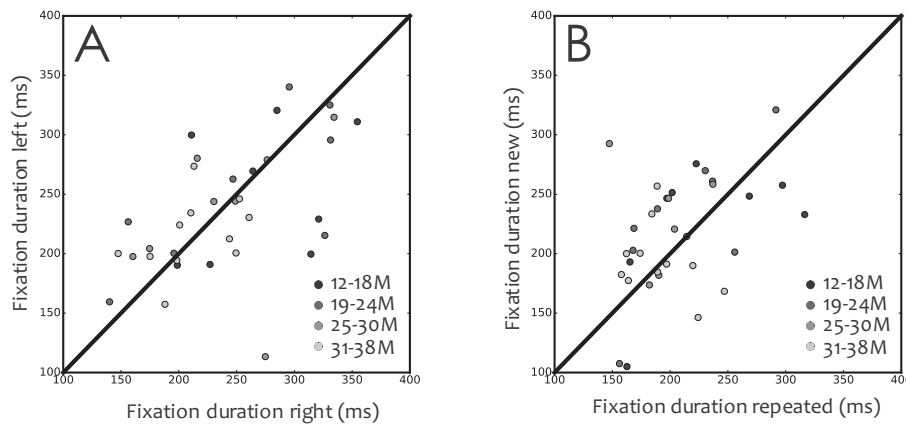 A
400
350
300
250
200
150
100
100
150
200
250
300
350
400
Fixation duration left (ms)
Fixation duration right (ms)
12-18M
19-24M
25-30M
31-38M
B
400
350
300
250
200
150
100
100
150
200
250
300
350
400
Fixation duration new (ms)
Fixation duration repeated (ms)
12-18M
19-24M
25-30M
31-38M